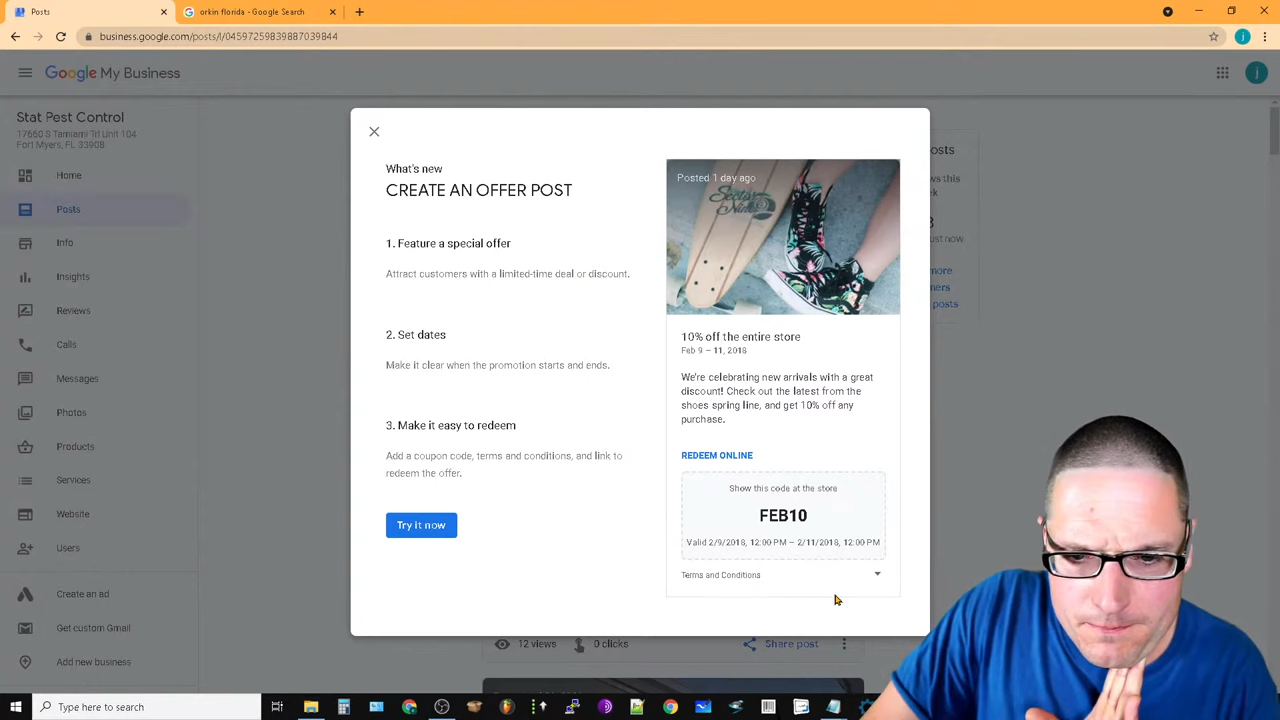 Posts
orkin florida - Google Search
business.google.com/posts/l/04597259839887039844
Google My Business
Stat Pest Control
17660 S Tamiami Trl Unit 104
Fort Myers, FL 33908
Home
Posts
Info
Insights
Reviews
Calls
Messages
Photos
Products
Services
Website
Users
Create an ad
Get custom Gmail
Add new business
What's new
CREATE AN OFFER POST
1. Feature a special offer
Attract customers with a limited-time deal or discount.
2. Set dates
Make it clear when the promotion starts and ends.
3. Make it easy to redeem
Add a coupon code, terms and conditions, and link to
redeem the offer.
Try it now
Posted 1 day ago
10% off the entire store
Feb 9 – 11, 2018
We're celebrating new arrivals with a great
discount! Check out the latest from the
shoes spring line, and get 10% off any
purchase.
REDEEM ONLINE
Show this code at the store
FEB10
Valid 2/9/2018, 12:00 PM – 2/11/2018, 12:00 PM
Terms and Conditions
12 views
0 clicks
Share post
Type here to search